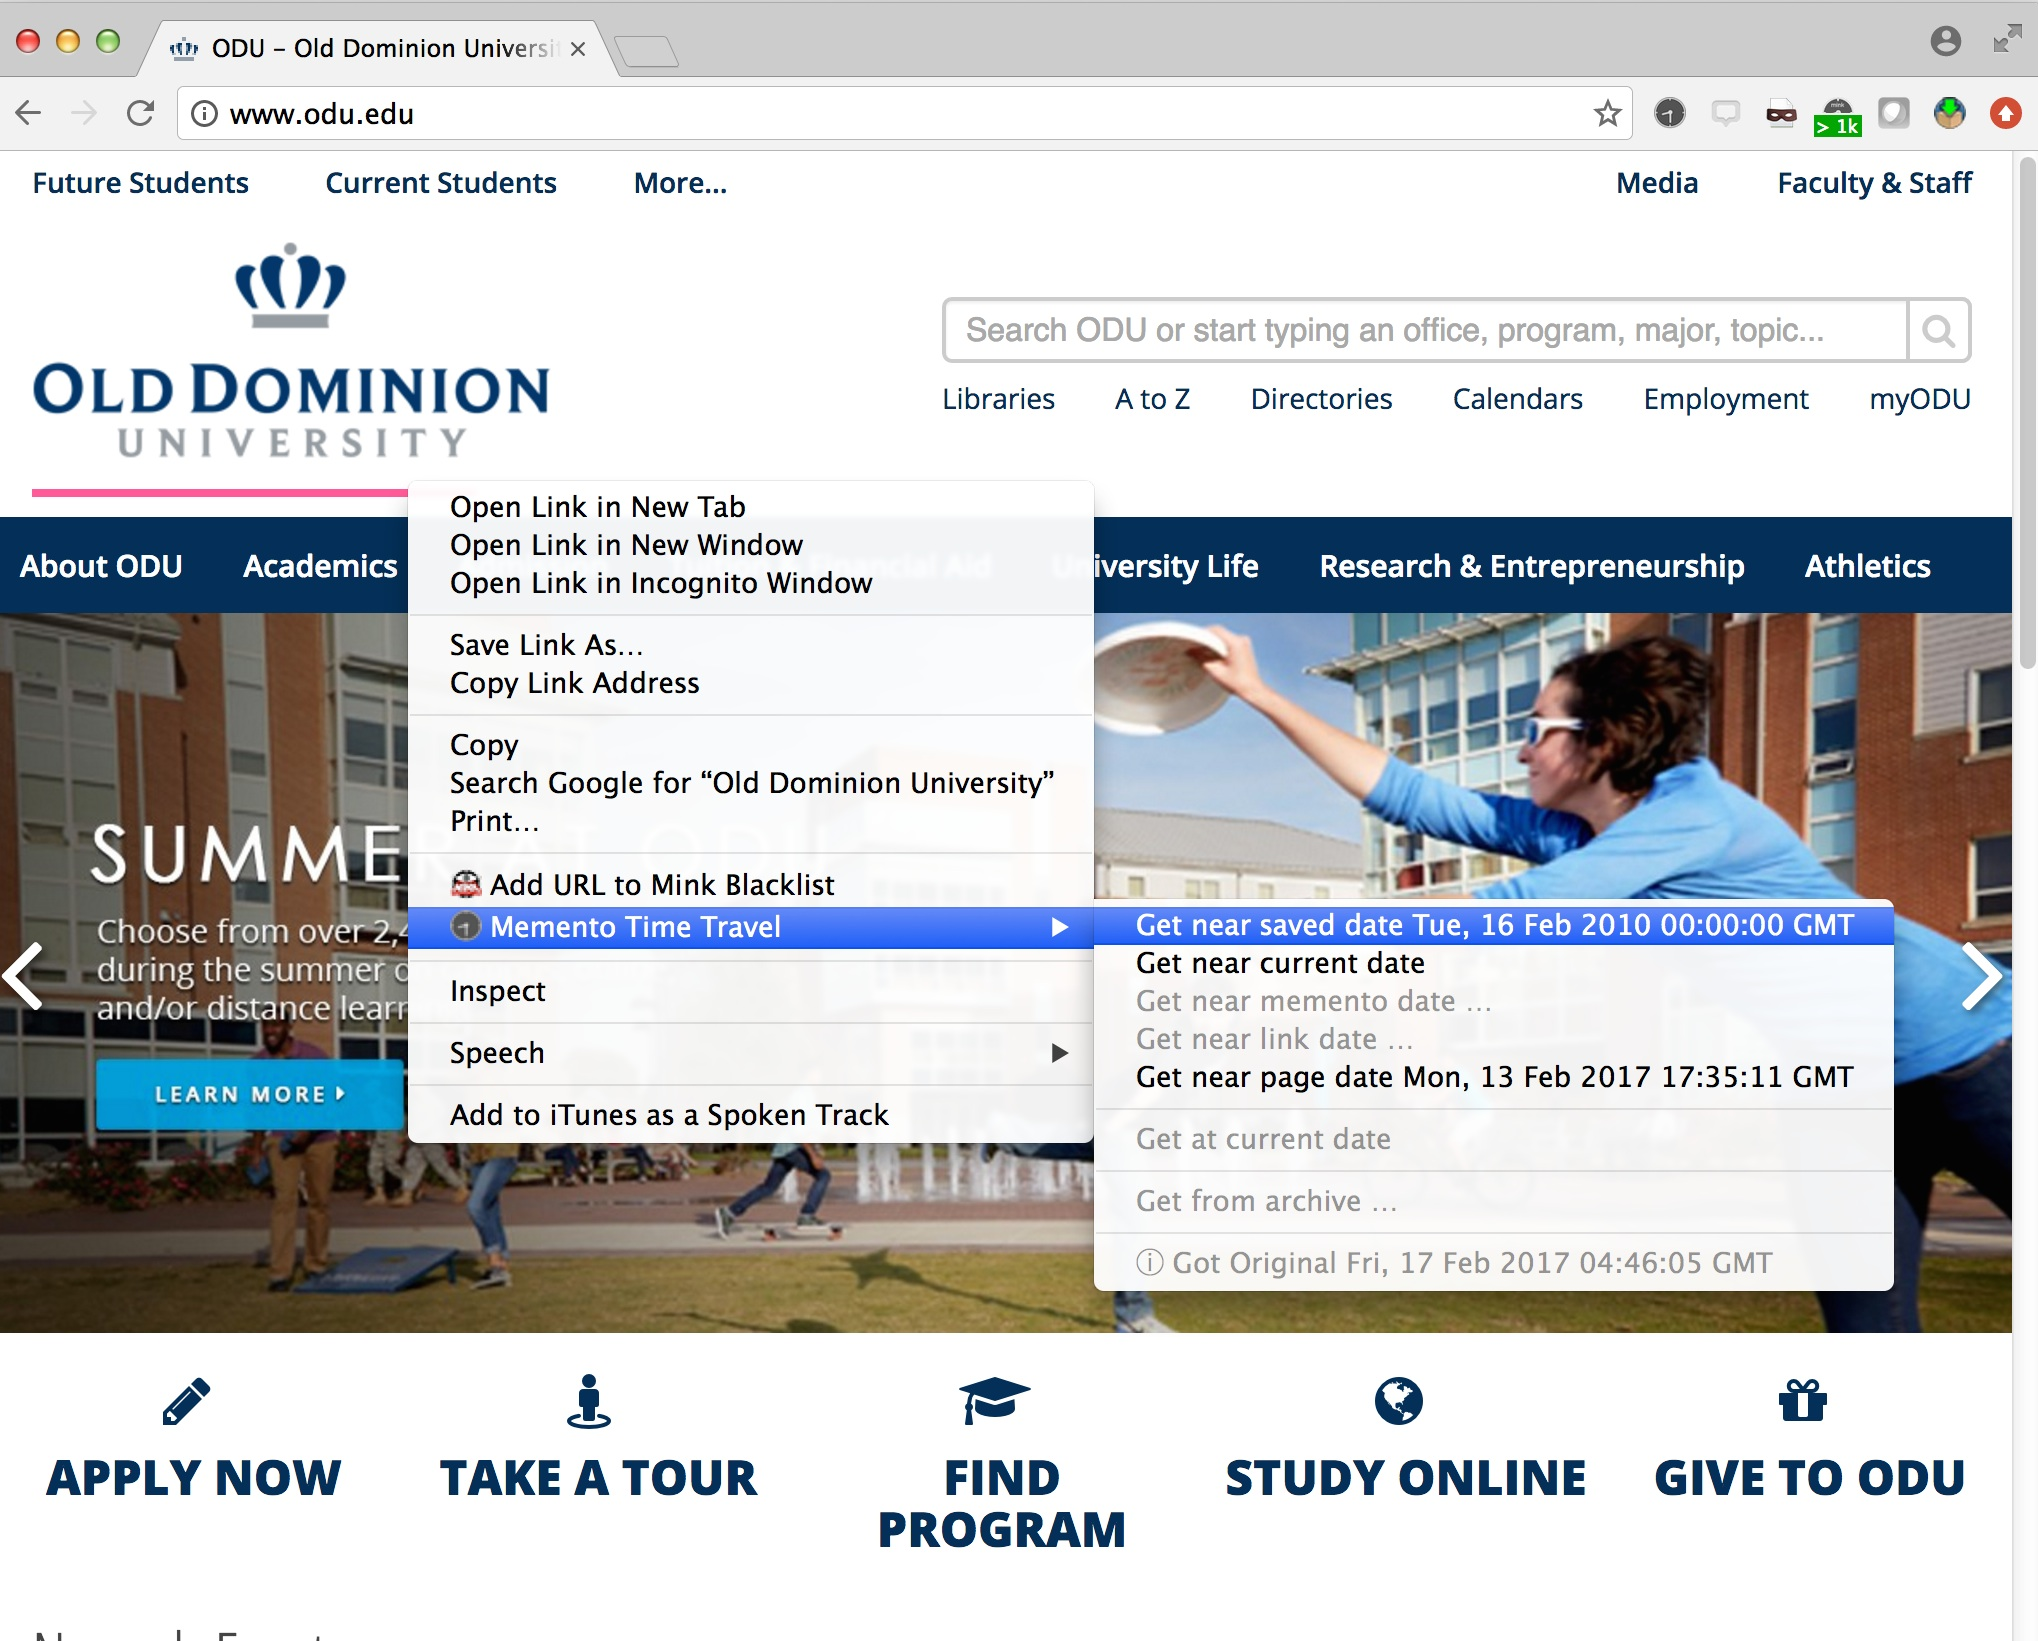 ODU – Old Dominion Universi
www.odu.edu
mink
> 1k
Future Students Current Students More... Media Faculty & Staff
OLD DOMINION
UNIVERSITY
Search ODU or start typing an office, program, major, topic...
Libraries A to Z Directories Calendars Employment myODU
About ODU Academics Financial Aid University Life Research & Entrepreneurship Athletics
Open Link in New Tab
Open Link in New Window
Open Link in Incognito Window
Save Link As...
Copy Link Address
Copy
Search Google for “Old Dominion University”
Print...
Add URL to Mink Blacklist
Memento Time Travel
Inspect
Speech
Add to iTunes as a Spoken Track
Get near saved date Tue, 16 Feb 2010 00:00:00 GMT
Get near current date
Get near memento date ...
Get near link date ...
Get near page date Mon, 13 Feb 2017 17:35:11 GMT
Get at current date
Get from archive ...
Got Original Fri, 17 Feb 2017 04:46:05 GMT
SUMMER AT ODU
Choose from over 2,4
during the summer
and/or distance lear
LEARN MORE
APPLY NOW TAKE A TOUR FIND PROGRAM STUDY ONLINE GIVE TO ODU